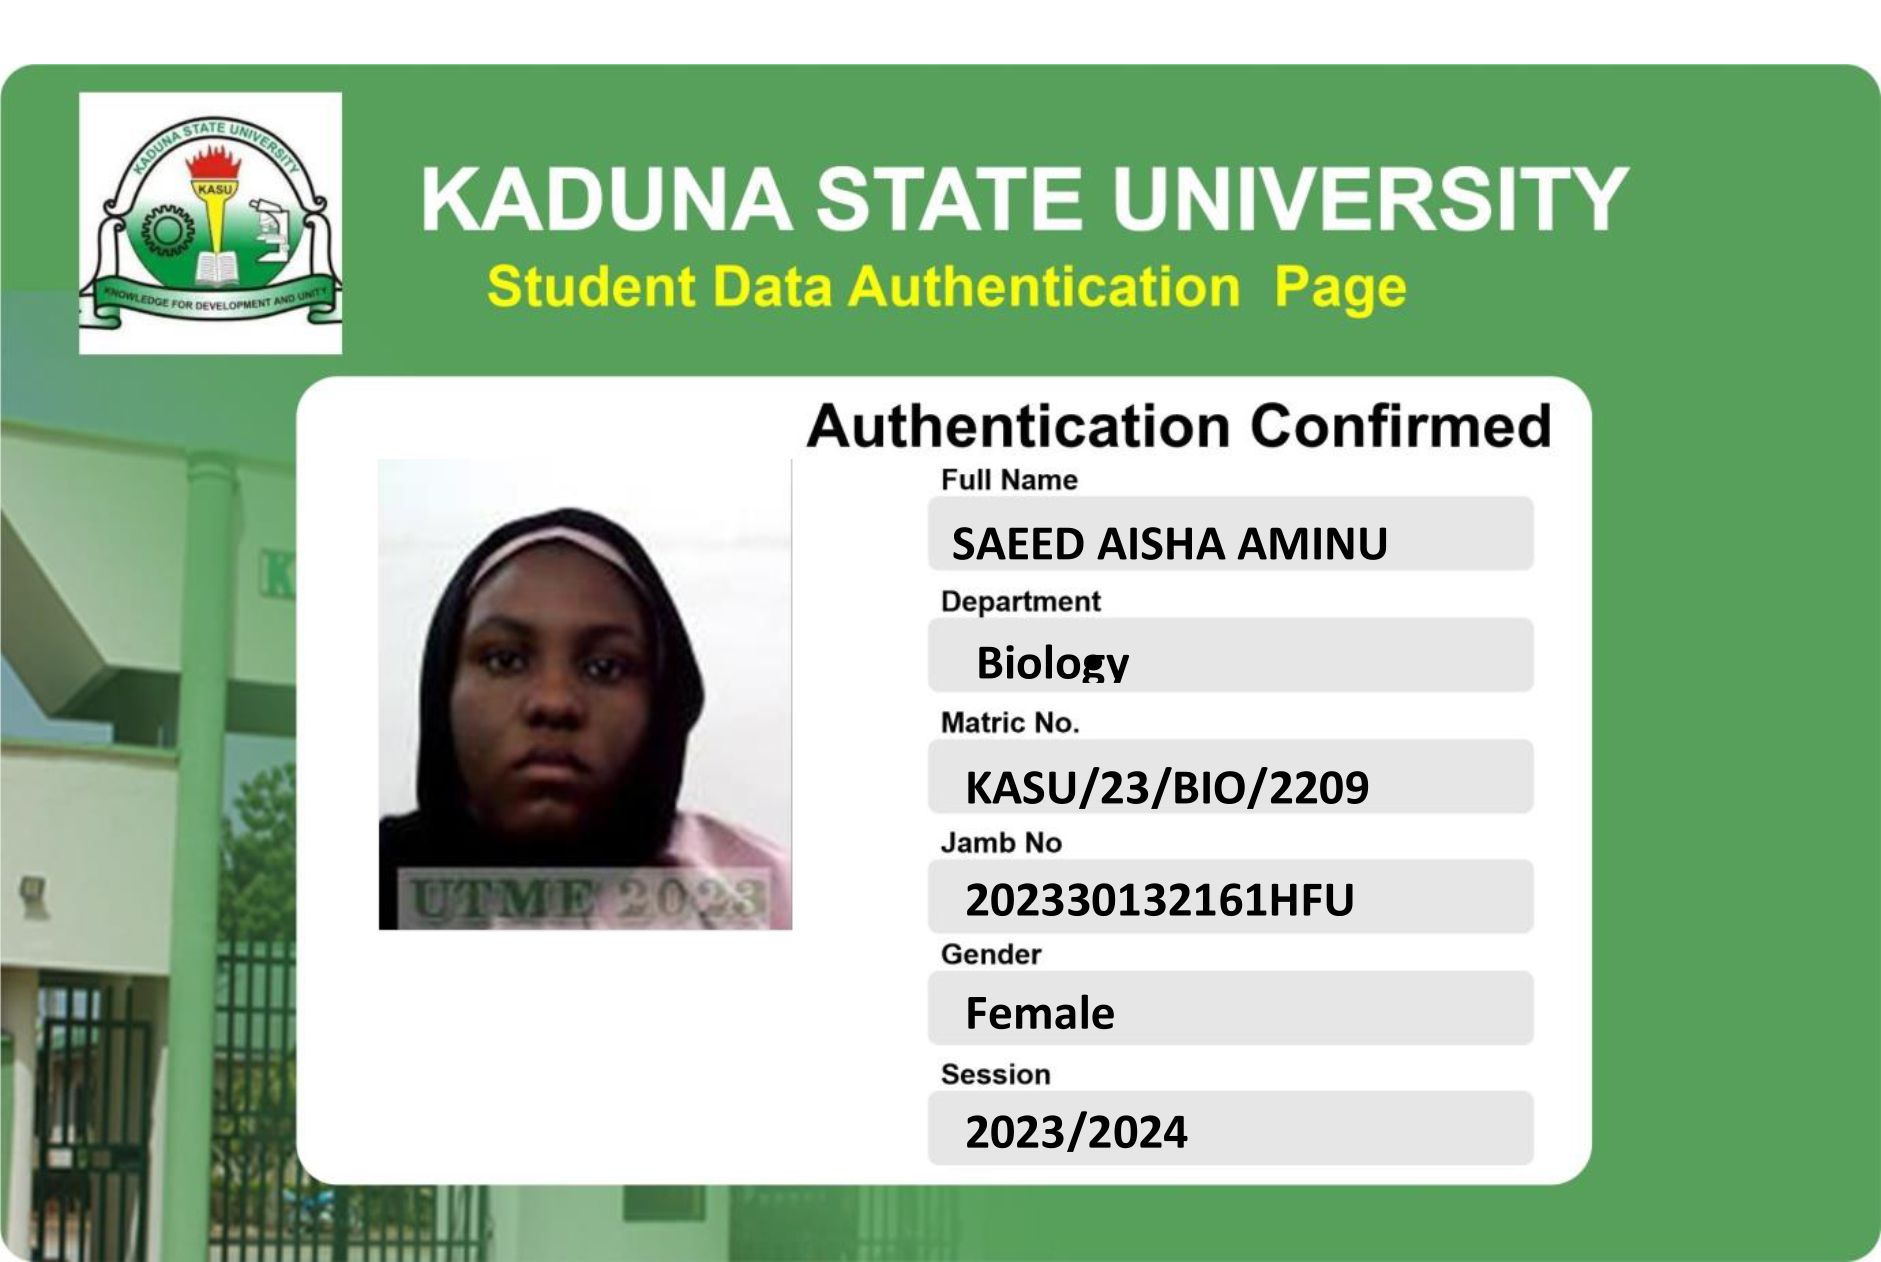 KADUNA STATE UNIVERSITY
KASU
KNOWLEDGE FOR DEVELOPMENT AND UNITY
KADUNA STATE UNIVERSITY
Student Data Authentication Page
Authentication Confirmed
Full Name
SAEED AISHA AMINU
Department
Biology
Matric No.
KASU/23/BIO/2209
Jamb No
202330132161HFU
Gender
Female
Session
2023/2024
UTME 2023
K